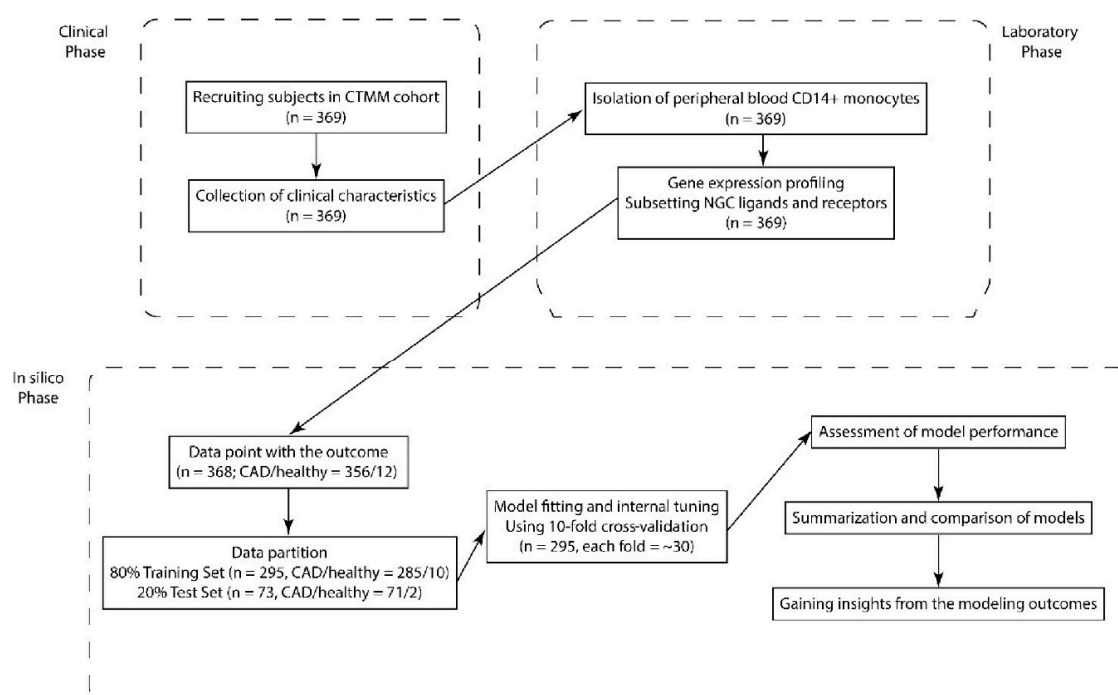 Clinical
Phase
Recruiting subjects in CTMM cohort
(n = 369)
Collection of clinical characteristics
(n = 369)
Laboratory
Phase
Isolation of peripheral blood CD14+ monocytes
(n = 369)
Gene expression profiling
Subsetting NGC ligands and receptors
(n = 369)
In silico
Phase
Data point with the outcome
(n = 368; CAD/healthy = 356/12)
Data partition
80% Training Set (n = 295, CAD/healthy = 285/10)
20% Test Set (n = 73, CAD/healthy = 71/2)
Model fitting and internal tuning
Using 10-fold cross-validation
(n = 295, each fold = ~30)
Assessment of model performance
Summarization and comparison of models
Gaining insights from the modeling outcomes